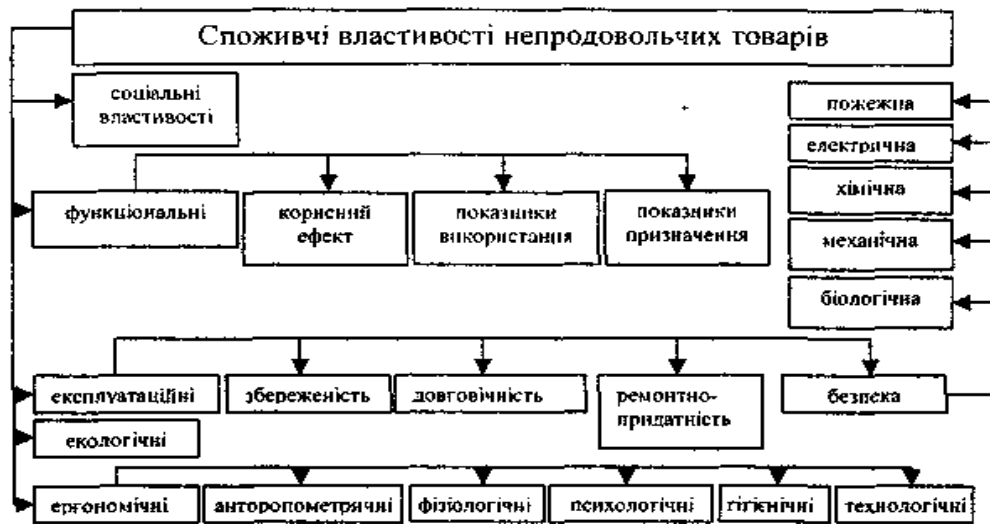 Споживчі властивості непродовольчих товарів
соціальні
властивості
пожежна
електрична
функціональні
корисний
ефект
показники
використання
показники
призначення
хімічна
механічна
біологічна
експлуатаційні
збереженість
довговічність
ремонтно-
придатність
безпека
екологічні
ергономічні
анторопометричні
фізіологічні
психологічні
гігієнічні
технологічні